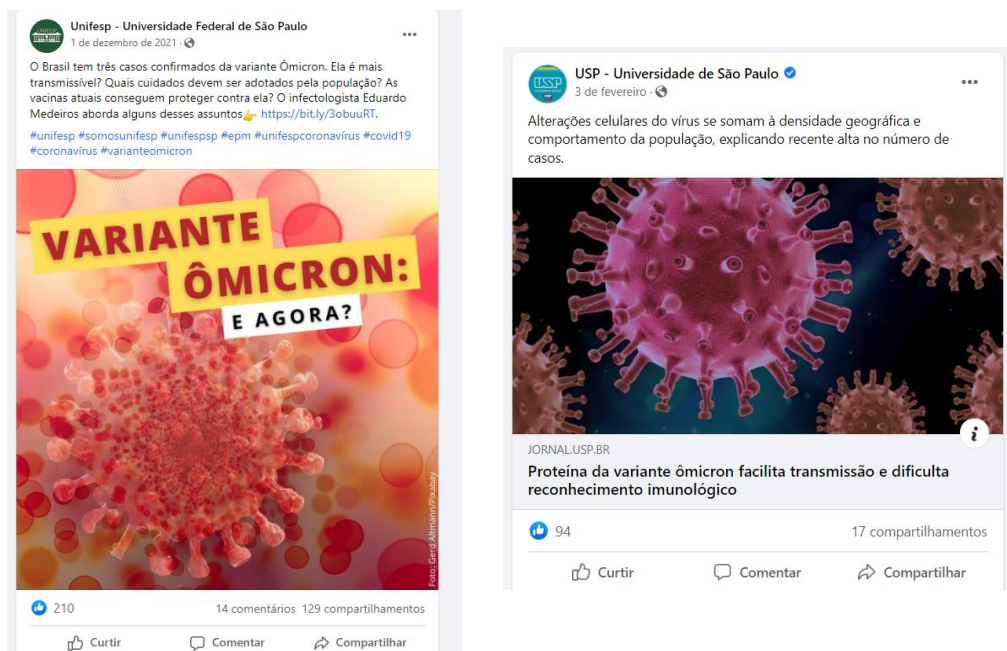 Unifesp - Universidade Federal de São Paulo
1 de dezembro de 2021 ·
O Brasil tem três casos confirmados da variante Ômicron. Ela é mais
transmissível? Quais cuidados devem ser adotados pela população? As
vacinas atuais conseguem proteger contra ela? O infectologista Eduardo
Medeiros aborda alguns desses assuntos👉 https://bit.ly/3obuuRT.
#unifesp #somosunifesp #unifespsp #epm #unifespcoronavírus #covid19
#coronavírus #varianteomicron
VARIANTE
ÔMICRON:
E AGORA?
Foto: Gerd Altmann/Pixabay
210
14 comentários 129 compartilhamentos
Curtir
Comentar
Compartilhar
USP
USP - Universidade de São Paulo
3 de fevereiro ·
Alterações celulares do vírus se somam à densidade geográfica e
comportamento da população, explicando recente alta no número de
casos.
JORNAL.USP.BR
Proteína da variante ômicron facilita transmissão e dificulta
reconhecimento imunológico
94
17 compartilhamentos
Curtir
Comentar
Compartilhar